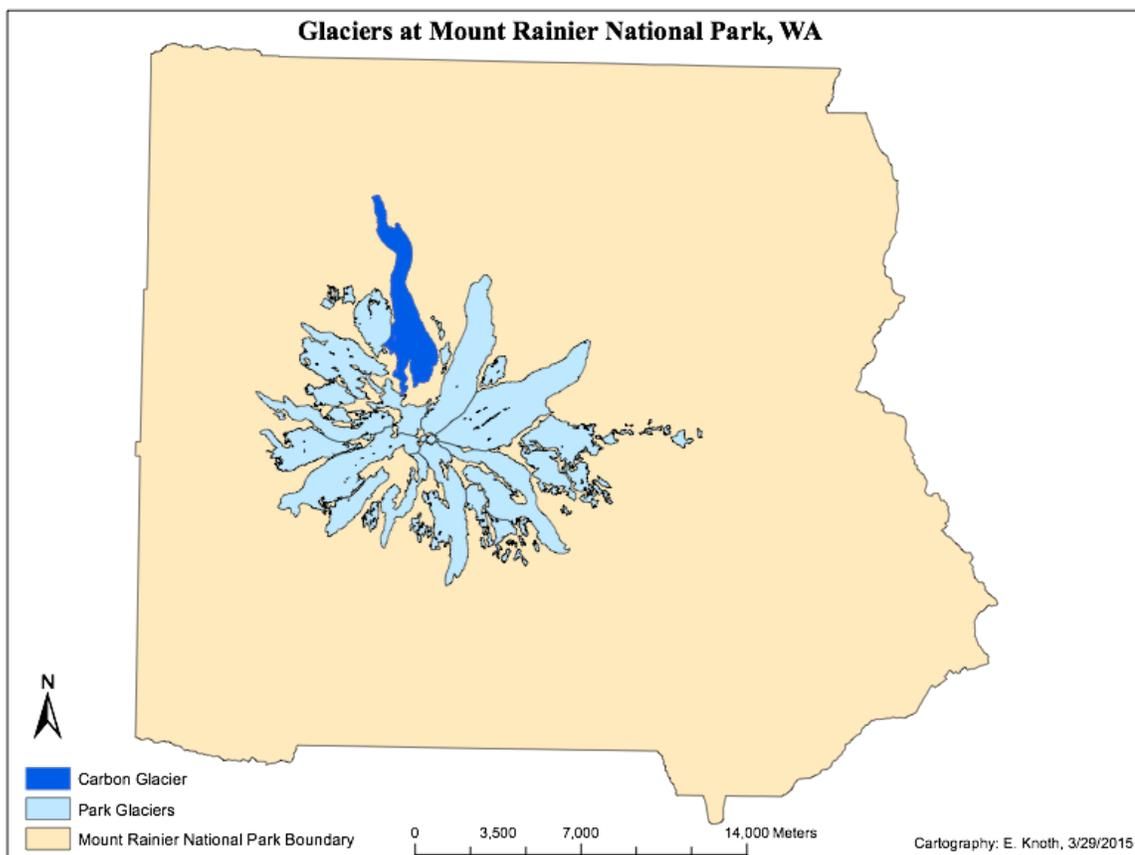 Glaciers at Mount Rainier National Park, WA
N
Carbon Glacier
Park Glaciers
Mount Rainier National Park Boundary
0 3,500 7,000 14,000 Meters
Cartography: E. Knoth, 3/29/2015